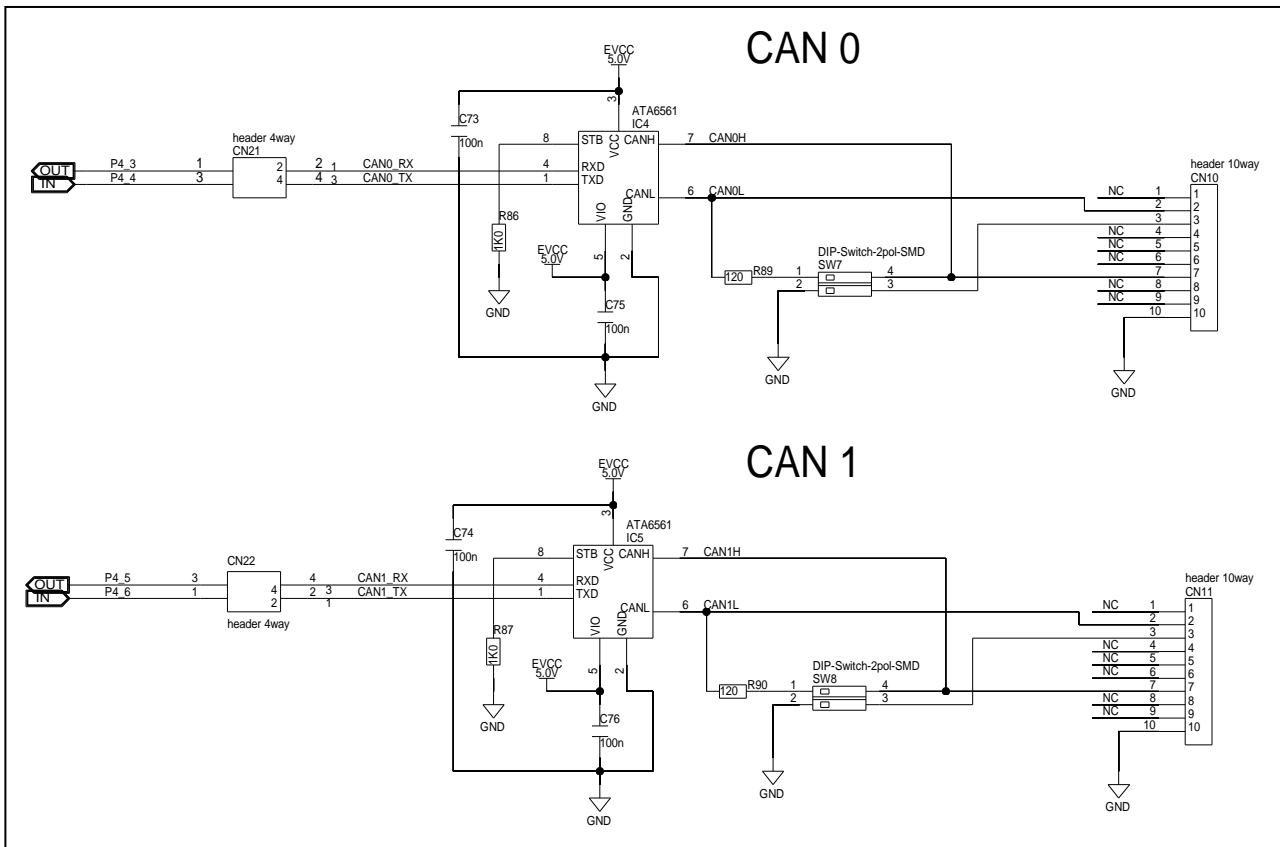 CAN 0
EVCC
5.0V
3
C73
100n
ATA6561
IC4
8 STB VCC CANH 7 CAN0H
header 4way
CN21
OUT P4_3 1 2 2 1 CAN0_RX 4 RXD
IN P4_4 3 4 4 3 CAN0_TX 1 TXD
CANL 6 CAN0L
VIO GND
5 2
R86
1K0
GND
EVCC
5.0V
C75
100n
GND
120 R89
DIP-Switch-2pol-SMD
SW7
1 4
2 3
GND
header 10way
CN10
NC 1 1
2 2
3 3
NC 4 4
NC 5 5
NC 6 6
7 7
NC 8 8
NC 9 9
10 10
GND
CAN 1
EVCC
5.0V
3
C74
100n
ATA6561
IC5
8 STB VCC CANH 7 CAN1H
CN22
OUT P4_5 3 4 4 3 CAN1_RX 4 RXD
IN P4_6 1 2 2 1 CAN1_TX 1 TXD
header 4way
CANL 6 CAN1L
VIO GND
5 2
R87
1K0
GND
EVCC
5.0V
C76
100n
GND
120 R90
DIP-Switch-2pol-SMD
SW8
1 4
2 3
GND
header 10way
CN11
NC 1 1
2 2
3 3
NC 4 4
NC 5 5
NC 6 6
7 7
NC 8 8
NC 9 9
10 10
GND